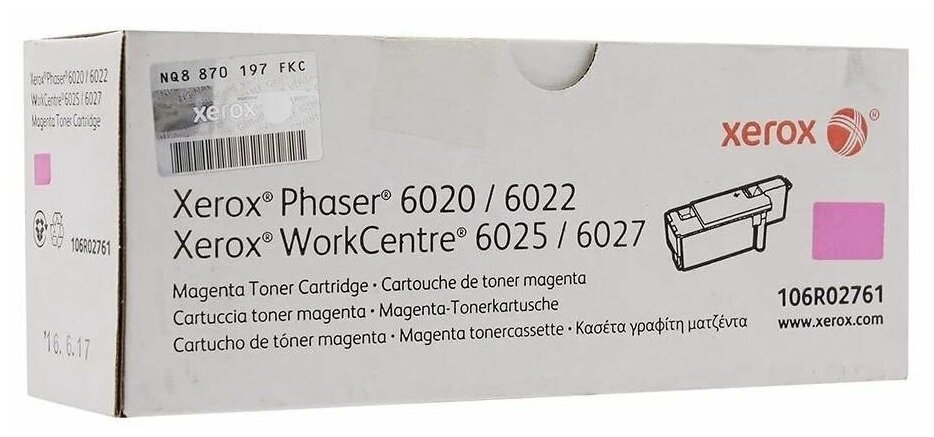 Xerox® Phaser® 6020 / 6022
WorkCentre® 6025 / 6027
Magenta Toner Cartridge
106R02761
'16. 6.17
NQ8 870 197 FKC
xerox
xerox®
Xerox® Phaser® 6020 / 6022
Xerox® WorkCentre® 6025 / 6027
Magenta Toner Cartridge • Cartouche de toner magenta
Cartuccia toner magenta • Magenta-Tonerkartusche
Cartucho de tóner magenta • Magenta tonercassette • Κασέτα γραφίτη ματζέντα
106R02761
www.xerox.com